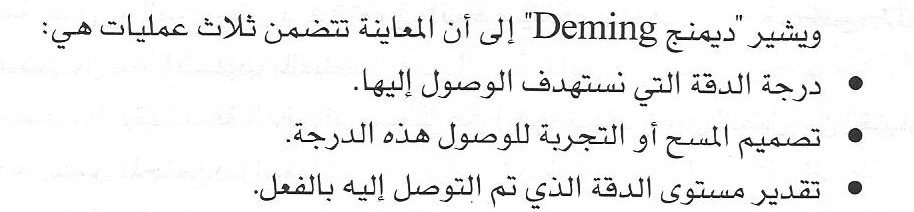 ويشير "ديمنج Deming" إلى أن المعاينة تتضمن ثلاث عمليات هي:
• درجة الدقة التي نستهدف الوصول إليها.
• تصميم المسح أو التجربة للوصول هذه الدرجة.
• تقدير مستوى الدقة الذي تم التوصل إليه بالفعل.